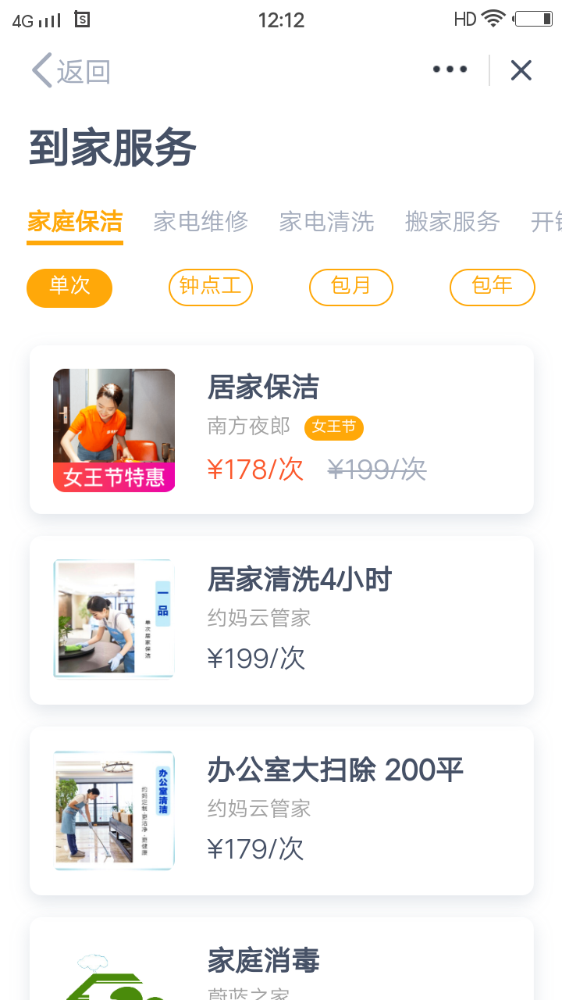 4G
12:12
HD
返回
到家服务
家庭保洁 家电维修 家电清洗 搬家服务 开锁
单次 钟点工 包月 包年
居家保洁
南方夜郎 女王节
¥178/次 ¥199/次
女王节特惠
居家清洗4小时
约妈云管家
¥199/次
一品
单次居家保洁
办公室大扫除 200平
约妈云管家
¥179/次
办公室清洁
约妈定制·更洁净·更健康
家庭消毒
蔚蓝之家